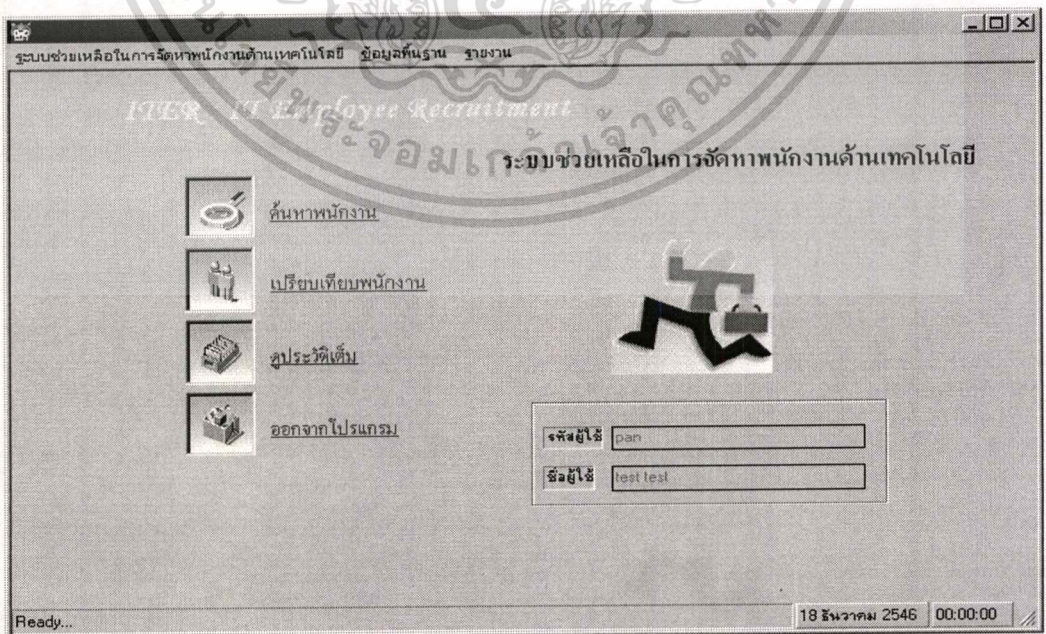 ระบบช่วยเหลือในการจัดหาพนักงานด้านเทคโนโลยี ข้อมูลพื้นฐาน รายงาน
ITER IT Employee Recruitment
ระบบช่วยเหลือในการจัดหาพนักงานด้านเทคโนโลยี
ค้นหาพนักงาน
เปรียบเทียบพนักงาน
ดูประวัติเต็ม
ออกจากโปรแกรม
รหัสผู้ใช้ pan
ชื่อผู้ใช้ test test
Ready...
18 ธันวาคม 2546 00:00:00